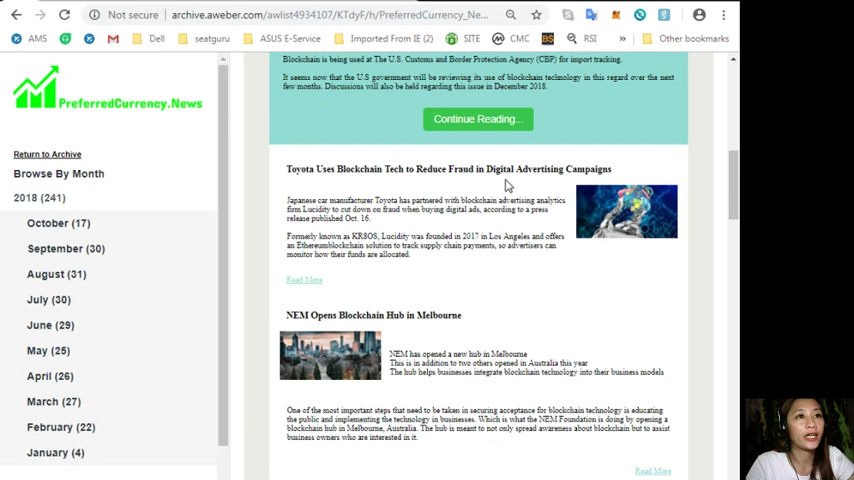 Not secure archive.aweber.com/awlist4934107/KTdyF/h/PreferredCurrency_Ne...
AMS Dell seatguru ASUS E-Service Imported From IE (2) SITE CMC BS RSI » Other bookmarks
PreferredCurrency.News
Return to Archive
Browse By Month
2018 (241)
October (17)
September (30)
August (31)
July (30)
June (29)
May (25)
April (26)
March (27)
February (22)
January (4)
Blockchain is being used at The U.S. Customs and Border Protection Agency (CBP) for import tracking.
It seems now that the U.S government will be reviewing its use of blockchain technology in this regard over the next
few months. Discussions will also be held regarding this issue in December 2018.
Continue Reading...
Toyota Uses Blockchain Tech to Reduce Fraud in Digital Advertising Campaigns
Japanese car manufacturer Toyota has partnered with blockchain advertising analytics
firm Lucidity to cut down on fraud when buying digital ads, according to a press
release published Oct. 16.
Formerly known as KR8OS, Lucidity was founded in 2017 in Los Angeles and offers
an Ethereumblockchain solution to track supply chain payments, so advertisers can
monitor how their funds are allocated.
Read More
NEM Opens Blockchain Hub in Melbourne
NEM has opened a new hub in Melbourne
This is in addition to two others opened in Australia this year
The hub helps businesses integrate blockchain technology into their business models
One of the most important steps that need to be taken in securing acceptance for blockchain technology is educating
the public and implementing the technology in businesses. Which is what the NEM Foundation is doing by opening a
blockchain hub in Melbourne, Australia. The hub is meant to not only spread awareness about blockchain but to assist
business owners who are interested in it.
Read More